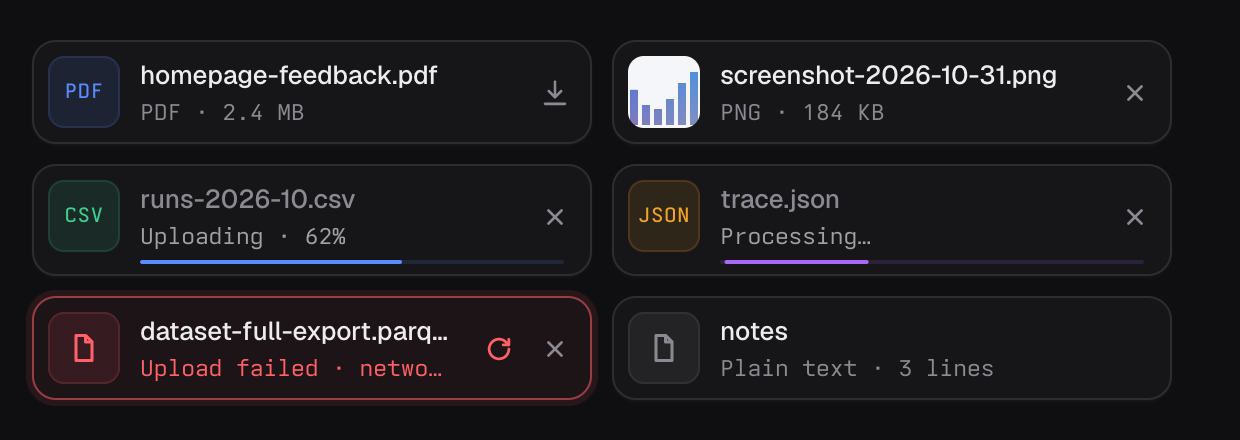 PDF
homepage-feedback.pdf
PDF · 2.4 MB
screenshot-2026-10-31.png
PNG · 184 KB
CSV
runs-2026-10.csv
Uploading · 62%
JSON
trace.json
Processing…
dataset-full-export.parq…
Upload failed · netwo…
notes
Plain text · 3 lines